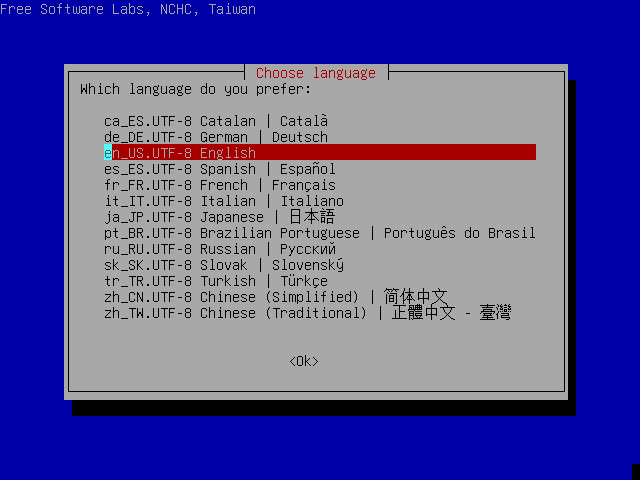 Free Software Labs, NCHC, Taiwan
Choose language
Which language do you prefer:
ca_ES.UTF-8 Catalan | Català
de_DE.UTF-8 German | Deutsch
en_US.UTF-8 English
es_ES.UTF-8 Spanish | Español
fr_FR.UTF-8 French | Français
it_IT.UTF-8 Italian | Italiano
ja_JP.UTF-8 Japanese | 日本語
pt_BR.UTF-8 Brazilian Portuguese | Português do Brasil
ru_RU.UTF-8 Russian | Русский
sk_SK.UTF-8 Slovak | Slovenský
tr_TR.UTF-8 Turkish | Türkçe
zh_CN.UTF-8 Chinese (Simplified) | 简体中文
zh_TW.UTF-8 Chinese (Traditional) | 正體中文 - 臺灣
<Ok>